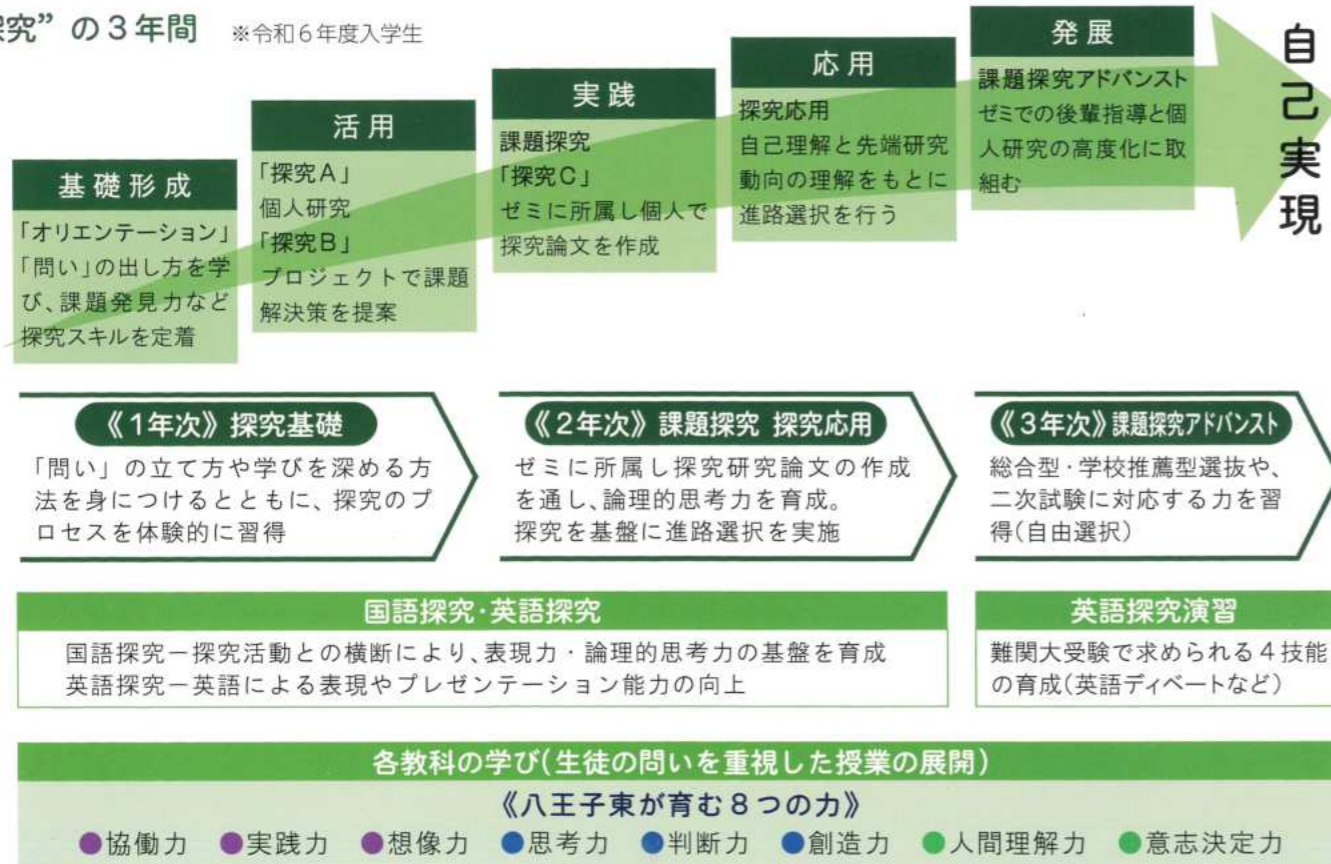 究”の３年間 ※令和６年度入学生
基礎形成
「オリエンテーション」
「問い」の出し方を学
び、課題発見力など
探究スキルを定着
活用
「探究A」
個人研究
「探究B」
プロジェクトで課題
解決策を提案
実践
課題探究
「探究C」
ゼミに所属し個人で
探究論文を作成
応用
探究応用
自己理解と先端研究
動向の理解をもとに
進路選択を行う
発展
課題探究アドバンスト
ゼミでの後輩指導と個
人研究の高度化に取
組む
自己実現
《１年次》探究基礎
「問い」の立て方や学びを深める方
法を身につけるとともに、探究のプ
ロセスを体験的に習得
《２年次》課題探究 探究応用
ゼミに所属し探究研究論文の作成
を通し、論理的思考力を育成。
探究を基盤に進路選択を実施
《３年次》課題探究アドバンスト
総合型・学校推薦型選抜や、
二次試験に対応する力を習
得(自由選択)
国語探究・英語探究
国語探究－探究活動との横断により、表現力・論理的思考力の基盤を育成
英語探究－英語による表現やプレゼンテーション能力の向上
英語探究演習
難関大受験で求められる４技能
の育成(英語ディベートなど)
各教科の学び(生徒の問いを重視した授業の展開)
《八王子東が育む８つの力》
●協働力 ●実践力 ●想像力 ●思考力 ●判断力 ●創造力 ●人間理解力 ●意志決定力